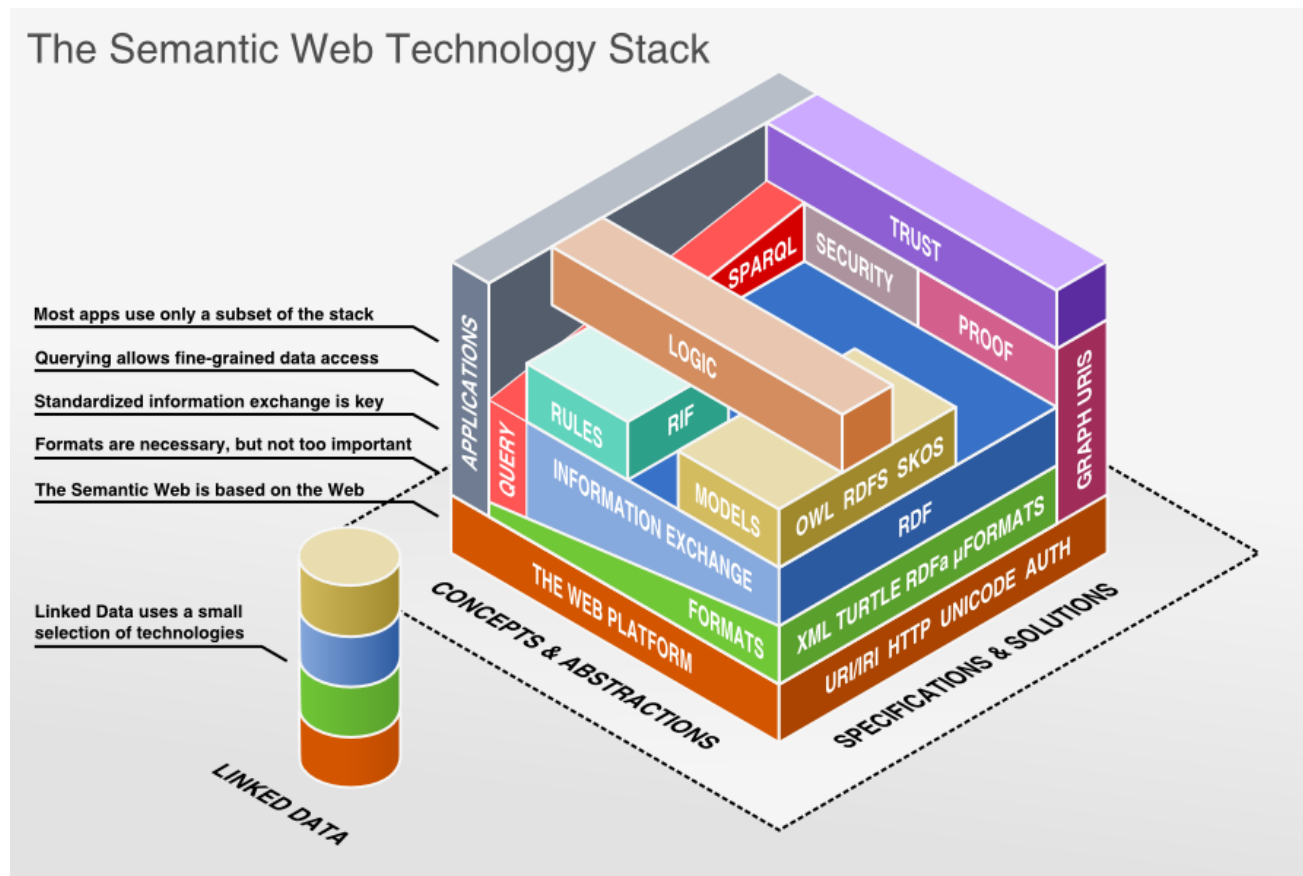 The Semantic Web Technology Stack
Most apps use only a subset of the stack
Querying allows fine-grained data access
Standardized information exchange is key
Formats are necessary, but not too important
The Semantic Web is based on the Web
Linked Data uses a small
selection of technologies
LINKED DATA
APPLICATIONS
TRUST
SPARQL
SECURITY
PROOF
LOGIC
GRAPH URIS
RULES
RIF
QUERY
INFORMATION EXCHANGE
MODELS
OWL RDFS SKOS
RDF
FORMATS
XML TURTLE RDFa µFORMATS
THE WEB PLATFORM
URI/IRI HTTP UNICODE AUTH
CONCEPTS & ABSTRACTIONS
SPECIFICATIONS & SOLUTIONS